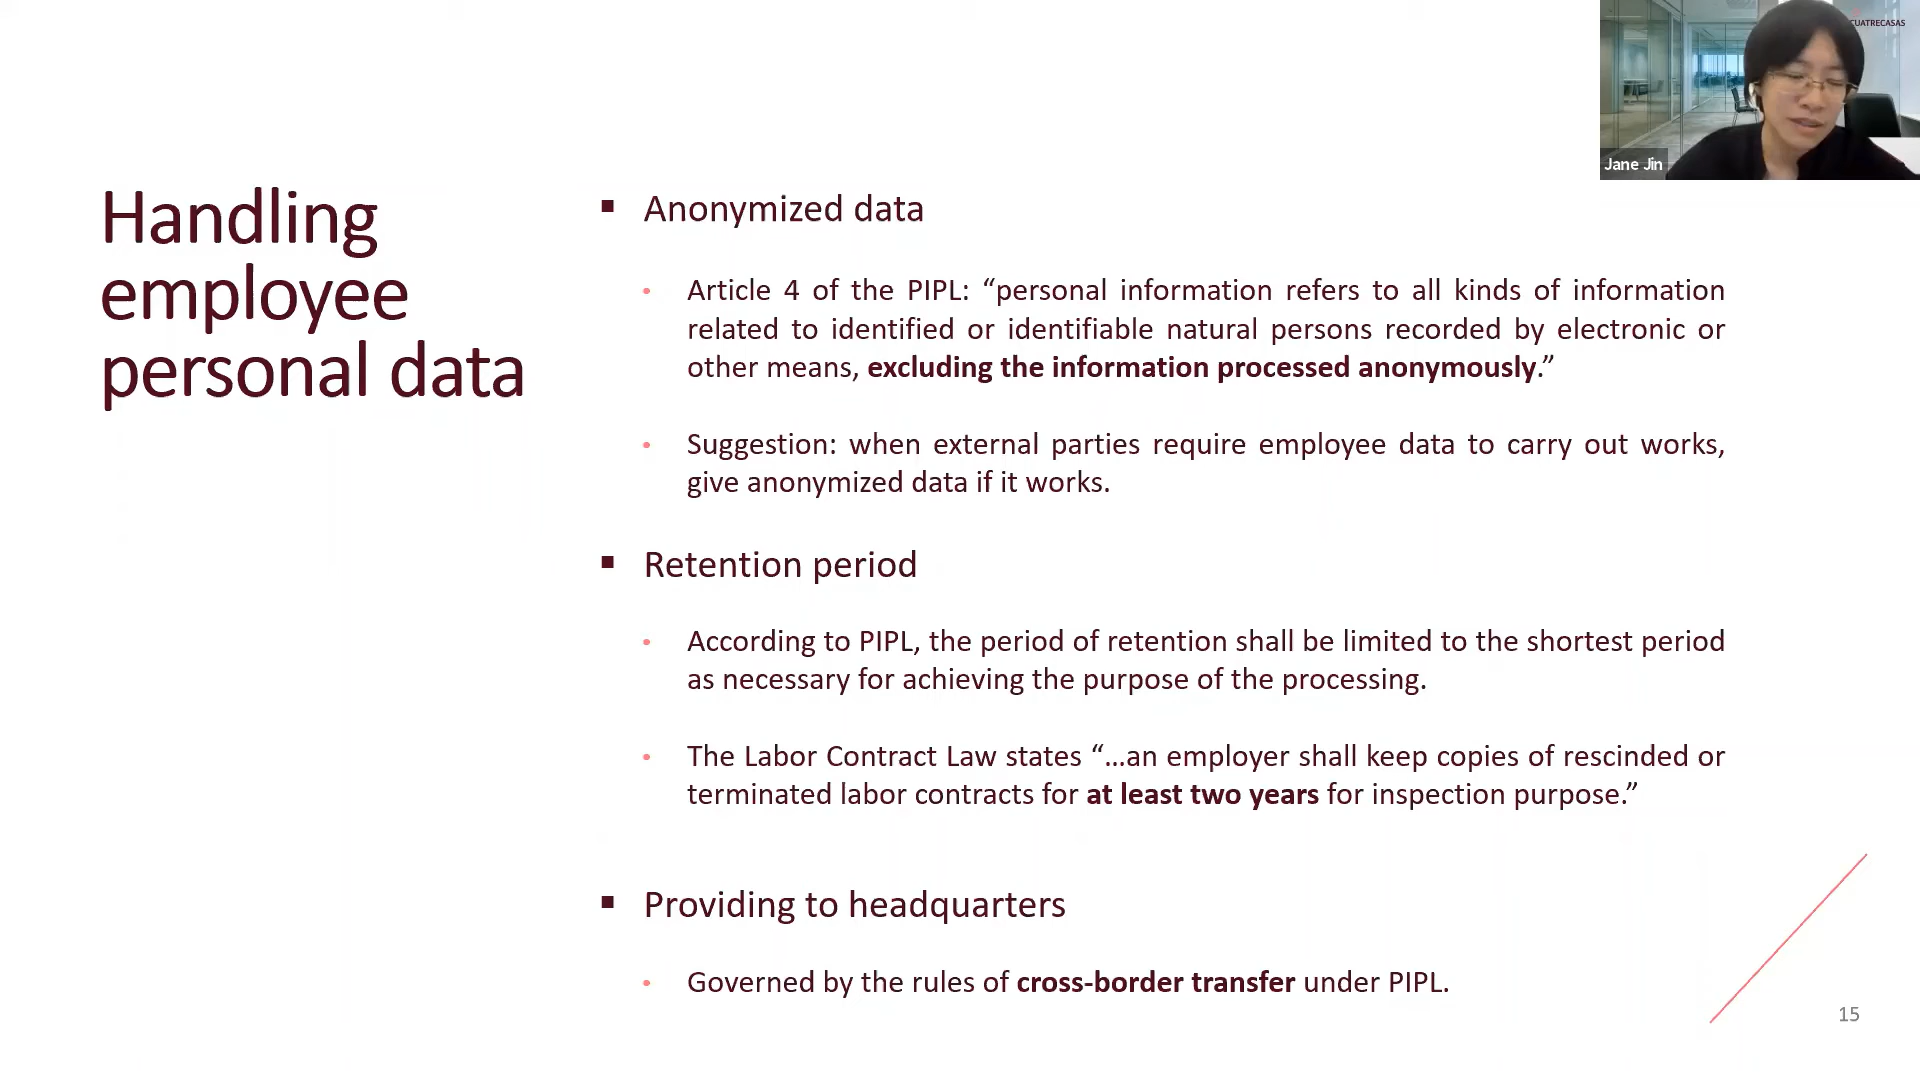 CUATRECASAS
Jane Jin
Handling
employee
personal data
▪ Anonymized data
• Article 4 of the PIPL: “personal information refers to all kinds of information
related to identified or identifiable natural persons recorded by electronic or
other means, excluding the information processed anonymously.”
• Suggestion: when external parties require employee data to carry out works,
give anonymized data if it works.
▪ Retention period
• According to PIPL, the period of retention shall be limited to the shortest period
as necessary for achieving the purpose of the processing.
• The Labor Contract Law states “…an employer shall keep copies of rescinded or
terminated labor contracts for at least two years for inspection purpose.”
▪ Providing to headquarters
• Governed by the rules of cross-border transfer under PIPL.
15